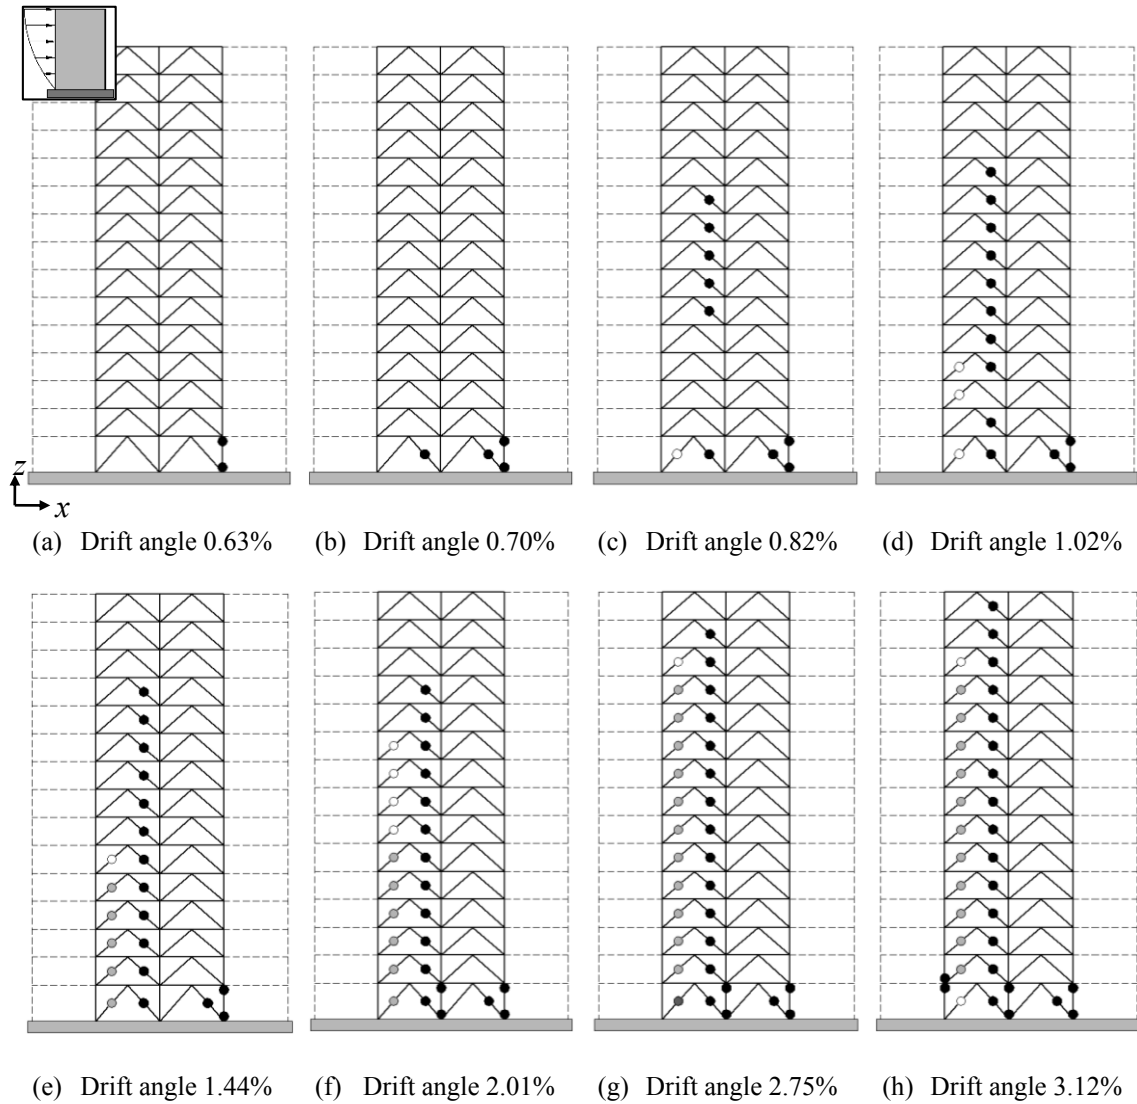 z
x
(a) Drift angle 0.63%
(b) Drift angle 0.70%
(c) Drift angle 0.82%
(d) Drift angle 1.02%
(e) Drift angle 1.44%
(f) Drift angle 2.01%
(g) Drift angle 2.75%
(h) Drift angle 3.12%